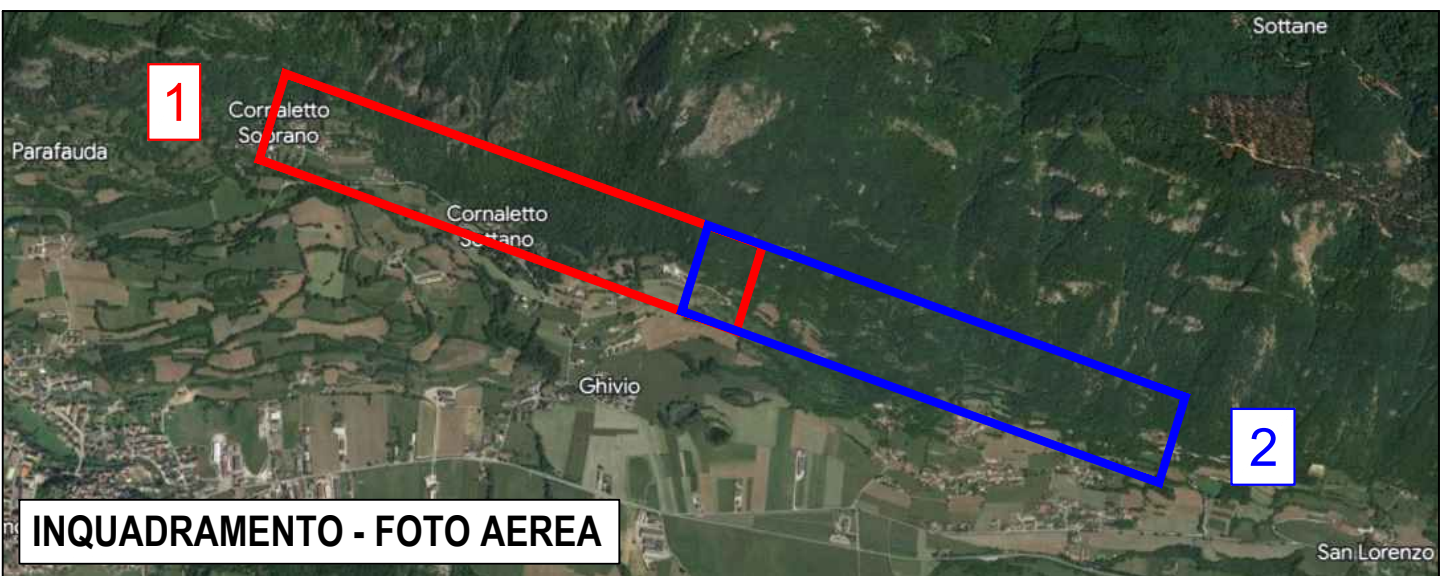 Sottane
1
Cornaletto
Soprano
Parafauda
Cornaletto
Sottano
Ghivio
2
INQUADRAMENTO - FOTO AEREA
San Lorenzo